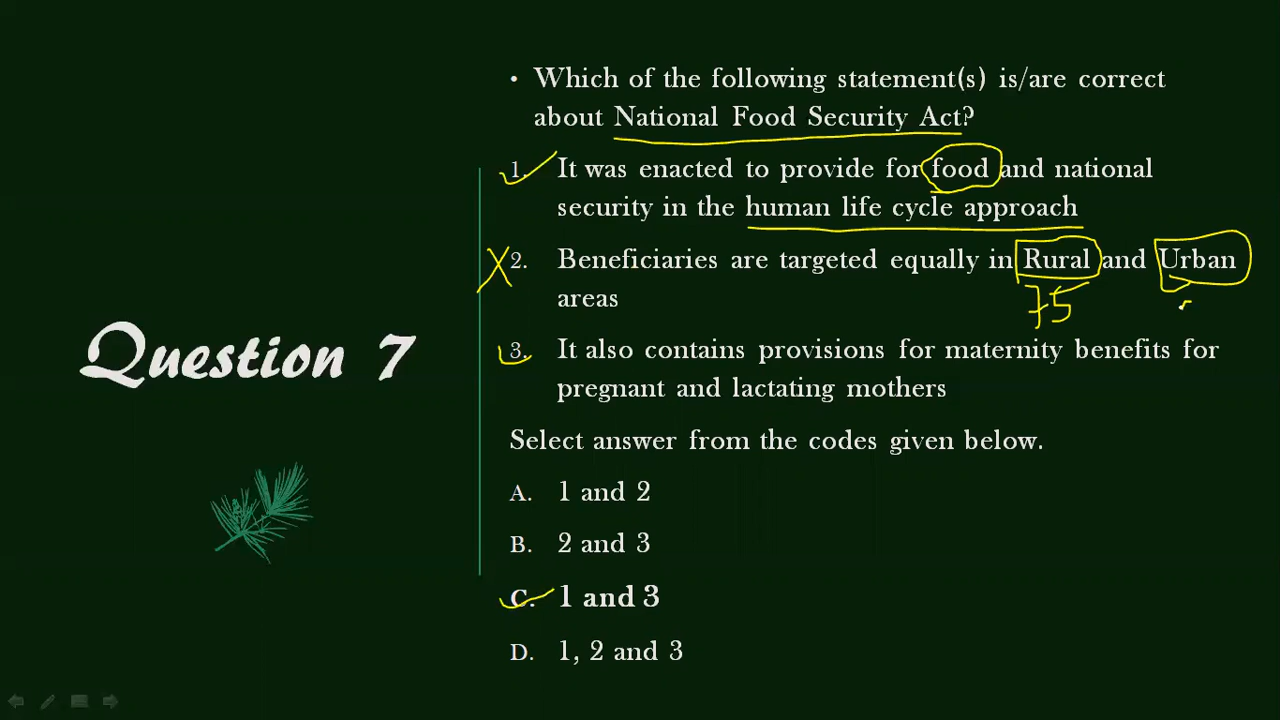 • Which of the following statement(s) is/are correct
about National Food Security Act?
1. It was enacted to provide for food and national
security in the human life cycle approach
2. Beneficiaries are targeted equally in Rural and Urban
areas
75
3. It also contains provisions for maternity benefits for
pregnant and lactating mothers
Question 7
Select answer from the codes given below.
A. 1 and 2
B. 2 and 3
C. 1 and 3
D. 1, 2 and 3